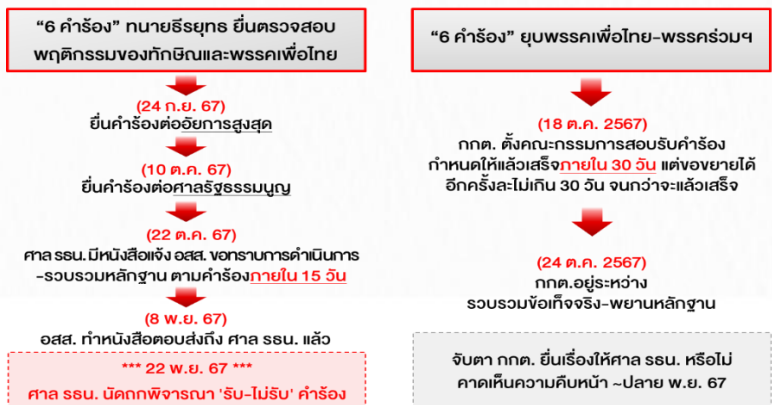 “6 คำร้อง” ทนายธีรยุทธ ยื่นตรวจสอบ
พฤติกรรมของทักษิณและพรรคเพื่อไทย
(24 ก.ย. 67)
ยื่นคำร้องต่ออัยการสูงสุด
(10 ต.ค. 67)
ยื่นคำร้องต่อศาลรัฐธรรมนูญ
(22 ต.ค. 67)
ศาล รธน. มีหนังสือแจ้ง อสส. ขอทราบการดำเนินการ
-รวบรวมหลักฐาน ตามคำร้องภายใน 15 วัน
(8 พ.ย. 67)
อสส. ทำหนังสือตอบส่งถึง ศาล รธน. แล้ว
*** 22 พ.ย. 67 ***
ศาล รธน. นัดถกพิจารณา 'รับ-ไม่รับ' คำร้อง
“6 คำร้อง” ยุบพรรคเพื่อไทย-พรรคร่วมฯ
(18 ต.ค. 2567)
กกต. ตั้งคณะกรรมการสอบรับคำร้อง
กำหนดให้แล้วเสร็จภายใน 30 วัน แต่ขอขยายได้
อีกครั้งละไม่เกิน 30 วัน จนกว่าจะแล้วเสร็จ
(24 ต.ค. 2567)
กกต.อยู่ระหว่าง
รวบรวมข้อเท็จจริง-พยานหลักฐาน
จับตา กกต. ยื่นเรื่องให้ศาล รธน. หรือไม่
คาดเห็นความคืบหน้า ~ปลาย พ.ย. 67